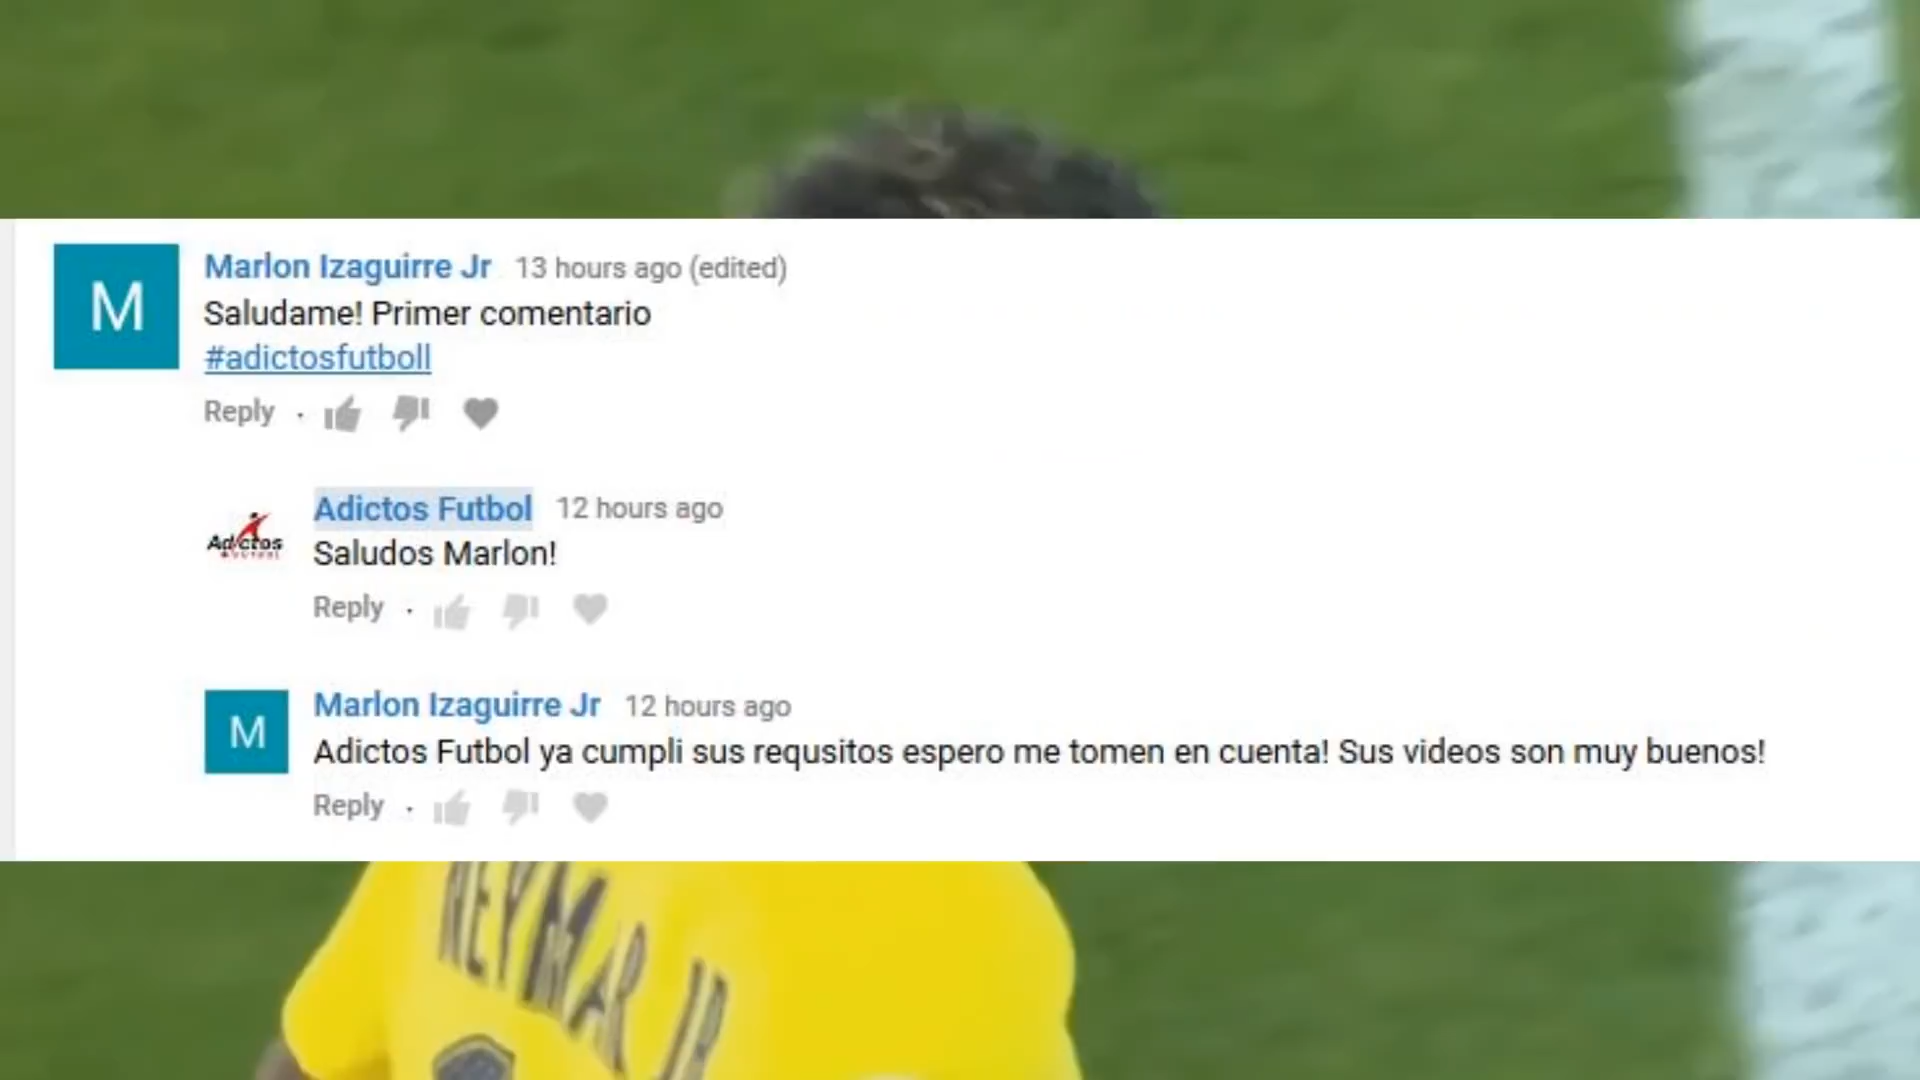 M
Marlon Izaguirre Jr 13 hours ago (edited)
Saludame! Primer comentario
#adictosfutboll
Reply
Adictos
FUTBOL
Adictos Futbol 12 hours ago
Saludos Marlon!
Reply
M
Marlon Izaguirre Jr 12 hours ago
Adictos Futbol ya cumpli sus requsitos espero me tomen en cuenta! Sus videos son muy buenos!
Reply
NEYMAR JR